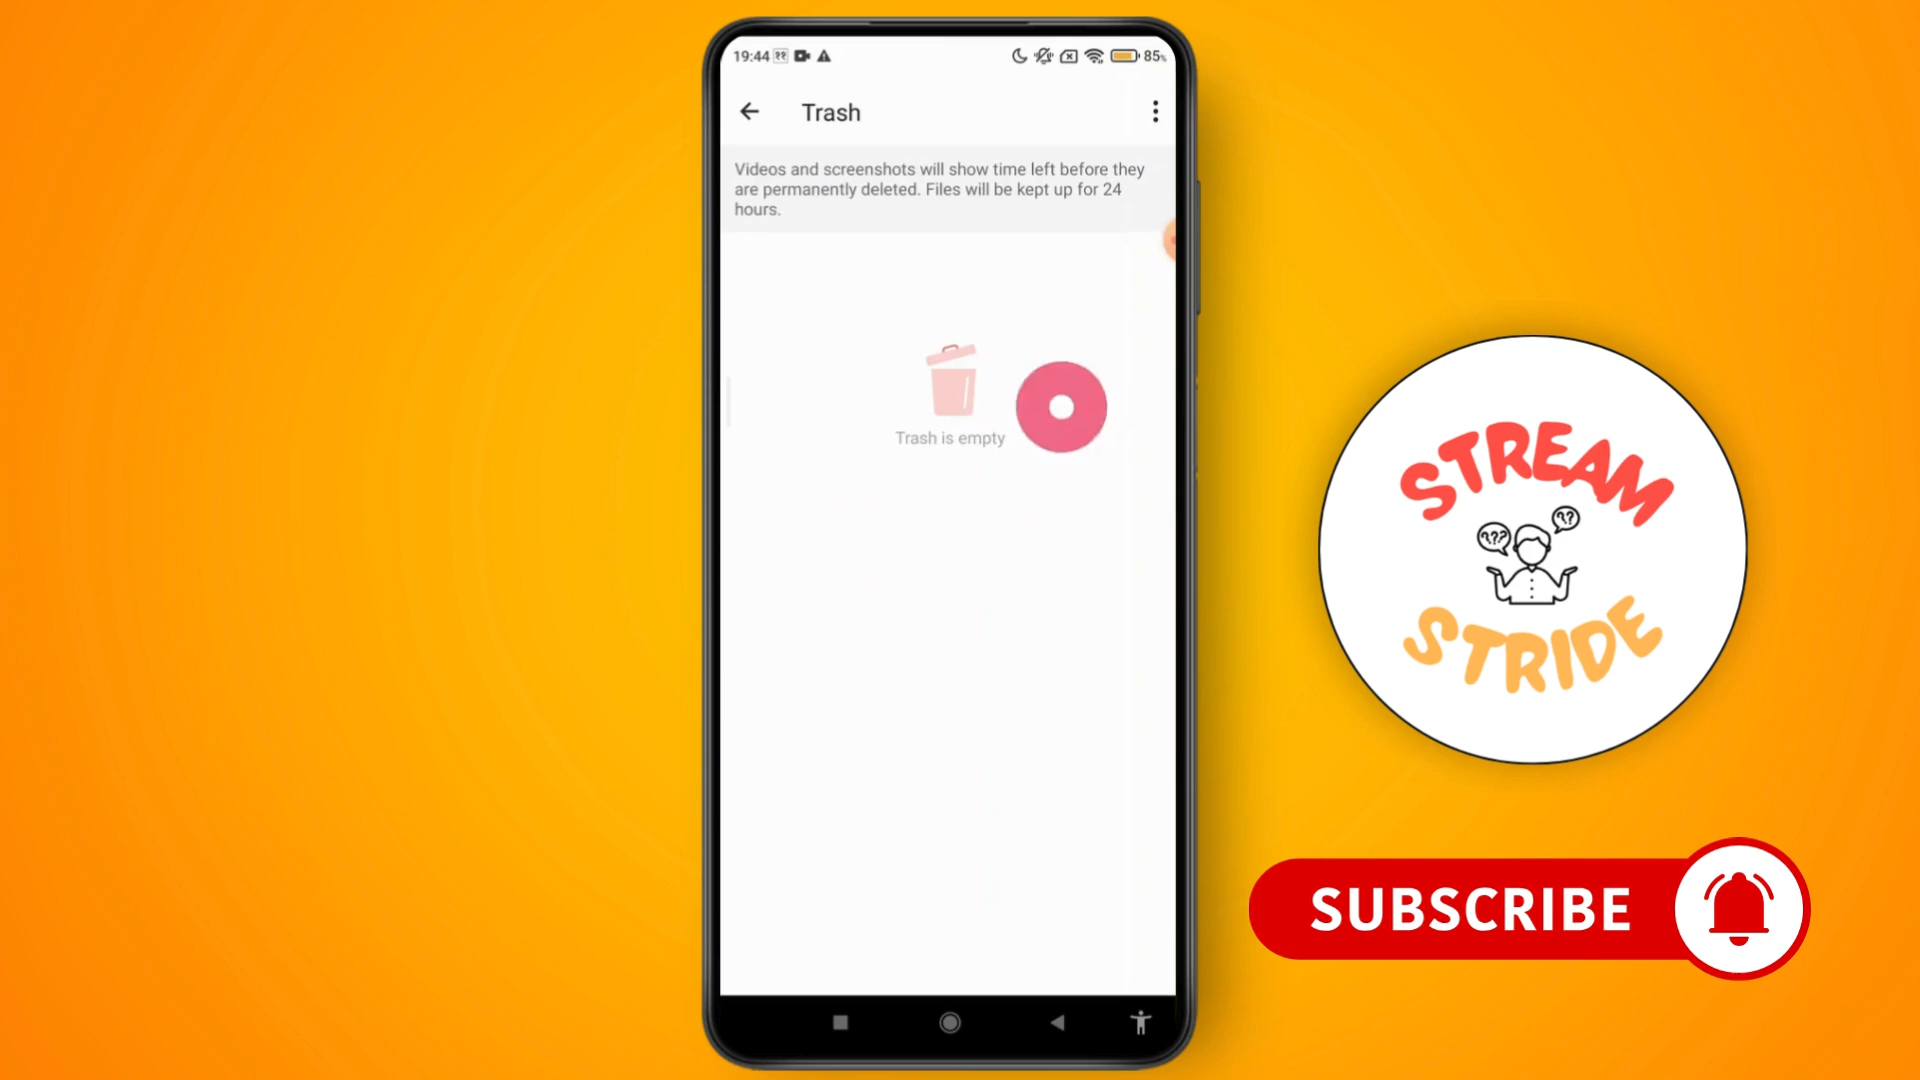 19:44
85%
Trash
Videos and screenshots will show time left before they
are permanently deleted. Files will be kept up for 24
hours.
Trash is empty
STREAM
???
??
STRIDE
SUBSCRIBE